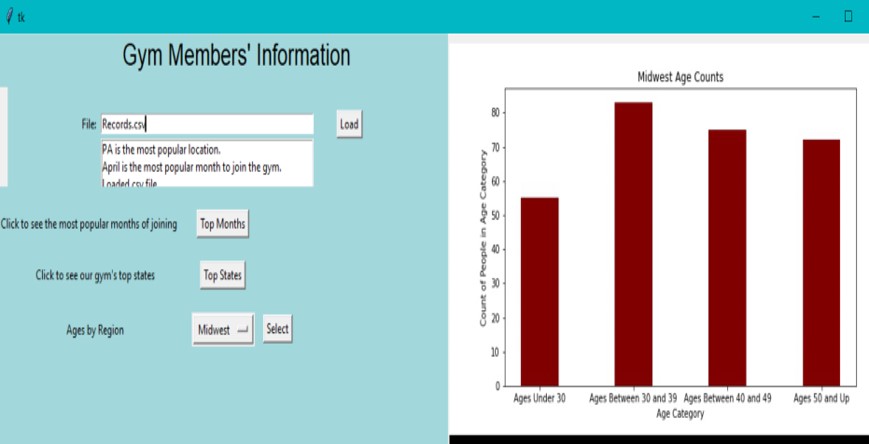 tk
Gym Members' Information
File: Records.csv Load
PA is the most popular location.
April is the most popular month to join the gym.
Loaded csv file
Click to see the most popular months of joining Top Months
Click to see our gym's top states Top States
Ages by Region Midwest Select
Midwest Age Counts
Count of People in Age Category
80
70
60
50
40
30
20
10
0
Ages Under 30 Ages Between 30 and 39 Ages Between 40 and 49 Ages 50 and Up
Age Category